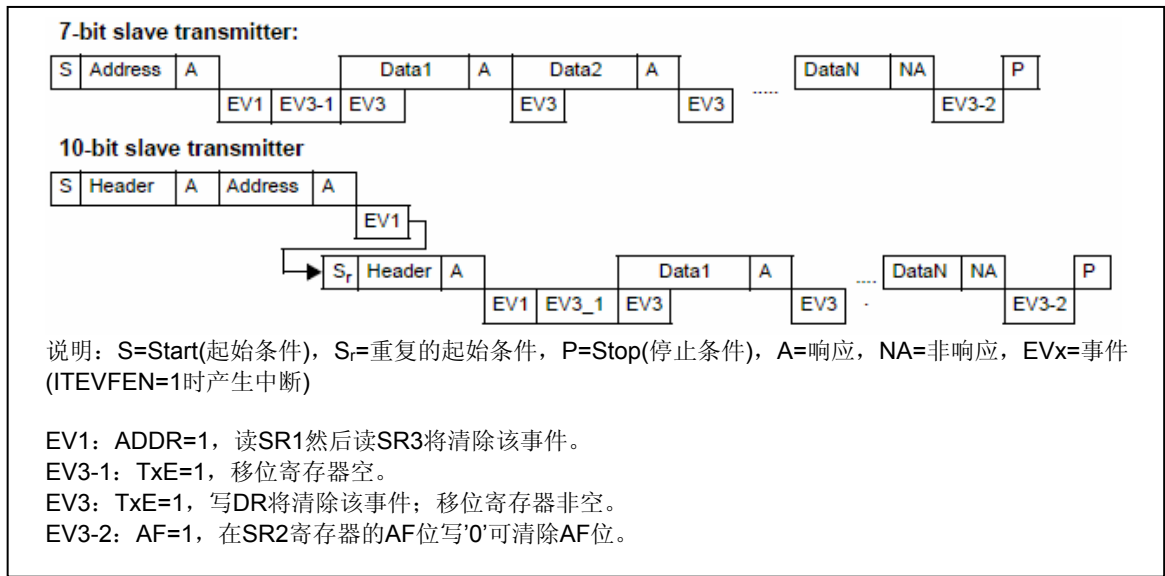 7-bit slave transmitter:
S Address A Data1 A Data2 A ..... DataN NA P
EV1 EV3-1 EV3 EV3 EV3 EV3-2
10-bit slave transmitter
S Header A Address A
EV1
Sr Header A Data1 A .... DataN NA P
EV1 EV3_1 EV3 EV3 . EV3-2
说明：S=Start(起始条件)，Sr=重复的起始条件，P=Stop(停止条件)，A=响应，NA=非响应，EVx=事件
(ITEVFEN=1时产生中断)
EV1：ADDR=1，读SR1然后读SR3将清除该事件。
EV3-1：TxE=1，移位寄存器空。
EV3：TxE=1，写DR将清除该事件；移位寄存器非空。
EV3-2：AF=1，在SR2寄存器的AF位写'0'可清除AF位。